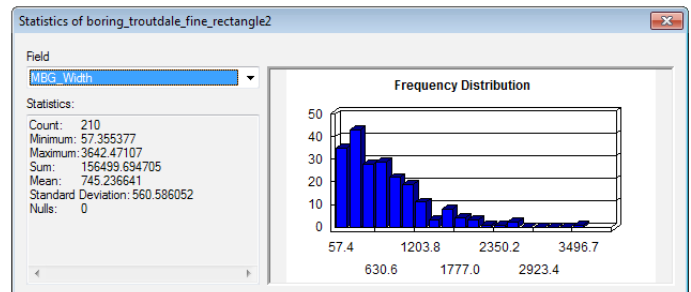 Statistics of boring_troutdale_fine_rectangle2
Field
MBG_Width
Statistics:
Count: 210
Minimum: 57.355377
Maximum: 3642.47107
Sum: 156499.694705
Mean: 745.236641
Standard Deviation: 560.586052
Nulls: 0
Frequency Distribution
50
40
30
20
10
0
57.4 1203.8 2350.2 3496.7
630.6 1777.0 2923.4